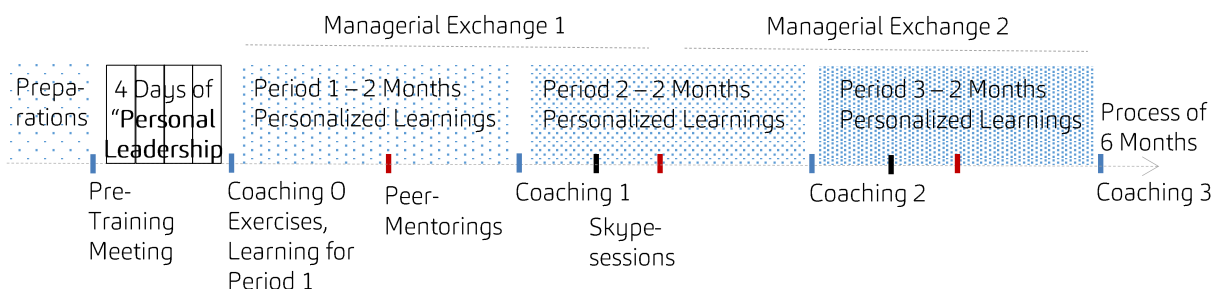 Managerial Exchange 1
Managerial Exchange 2
Prepa-
rations
4 Days of
"Personal
Leadership
Period 1 – 2 Months
Personalized Learnings
Period 2 – 2 Months
Personalized Learnings
Period 3 – 2 Months
Personalized Learnings
Process of
6 Months
Pre-
Training
Meeting
Coaching 0
Exercises,
Learning for
Period 1
Peer-
Mentorings
Coaching 1
Skype-
sessions
Coaching 2
Coaching 3